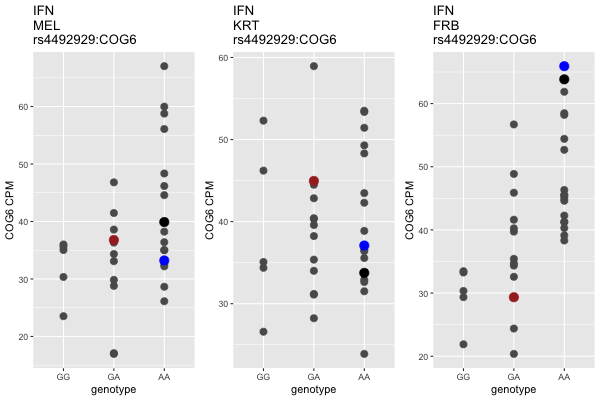 IFN
MEL
rs4492929:COG6
60
50
40
30
20
COG6 CPM
GG GA AA
genotype
IFN
KRT
rs4492929:COG6
60
50
40
30
COG6 CPM
GG GA AA
genotype
IFN
FRB
rs4492929:COG6
60
50
40
30
20
COG6 CPM
GG GA AA
genotype